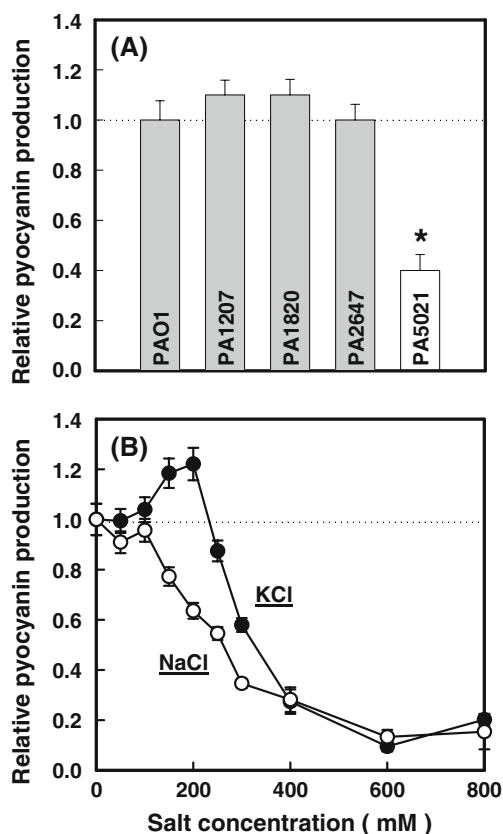 (A)
Relative pyocyanin production
1.4
1.2
1.0
0.8
0.6
0.4
0.2
0.0
PAO1
PA1207
PA1820
PA2647
PA5021
*
(B)
Relative pyocyanin production
1.4
1.2
1.0
0.8
0.6
0.4
0.2
0.0
KCl
NaCl
0 200 400 600 800
Salt concentration ( mM )